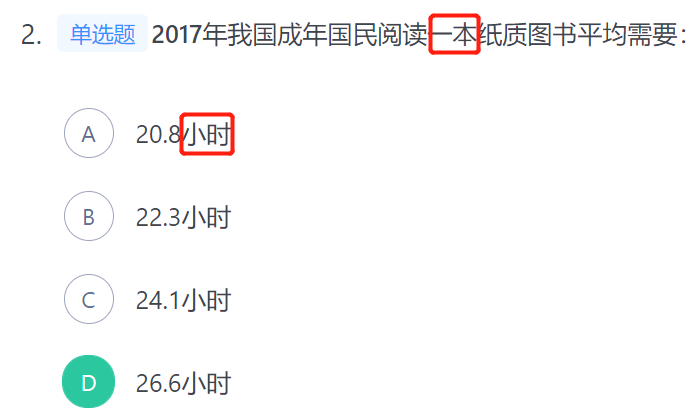 2. 单选题 2017年我国成年国民阅读一本纸质图书平均需要：
A 20.8小时
B 22.3小时
C 24.1小时
D 26.6小时